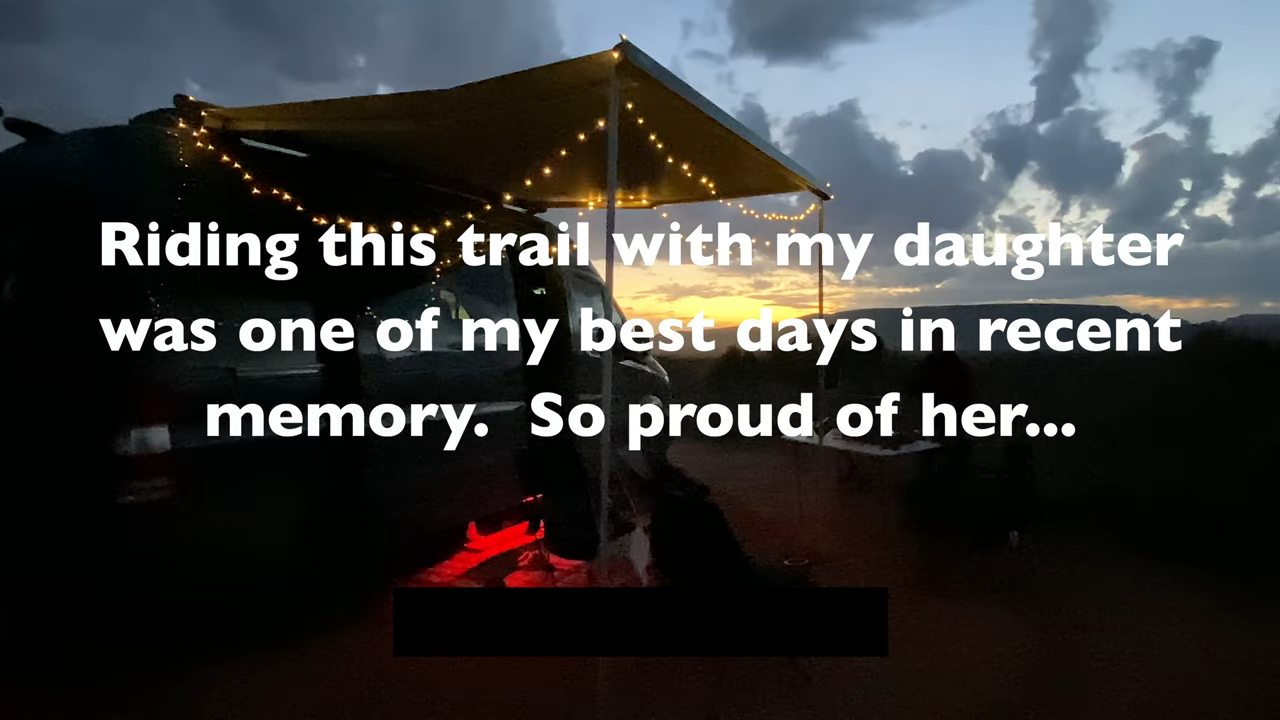 Riding this trail with my daughter
was one of my best days in recent
memory.  So proud of her...